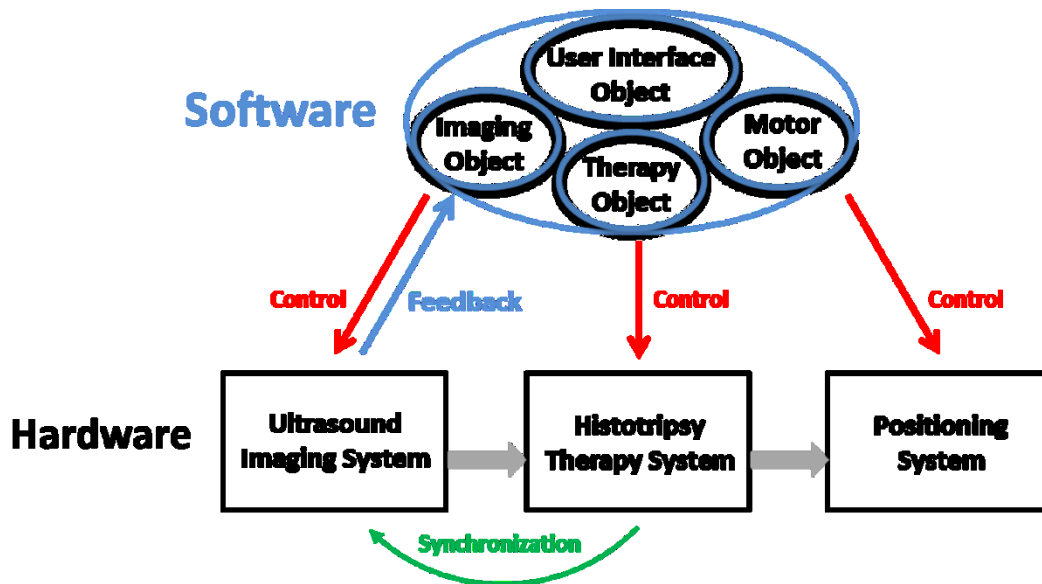 User Interface
Object
Software
Imaging
Object
Motor
Object
Therapy
Object
Control
Feedback
Control
Control
Hardware
Ultrasound
Imaging System
Histotripsy
Therapy System
Positioning
System
Synchronization